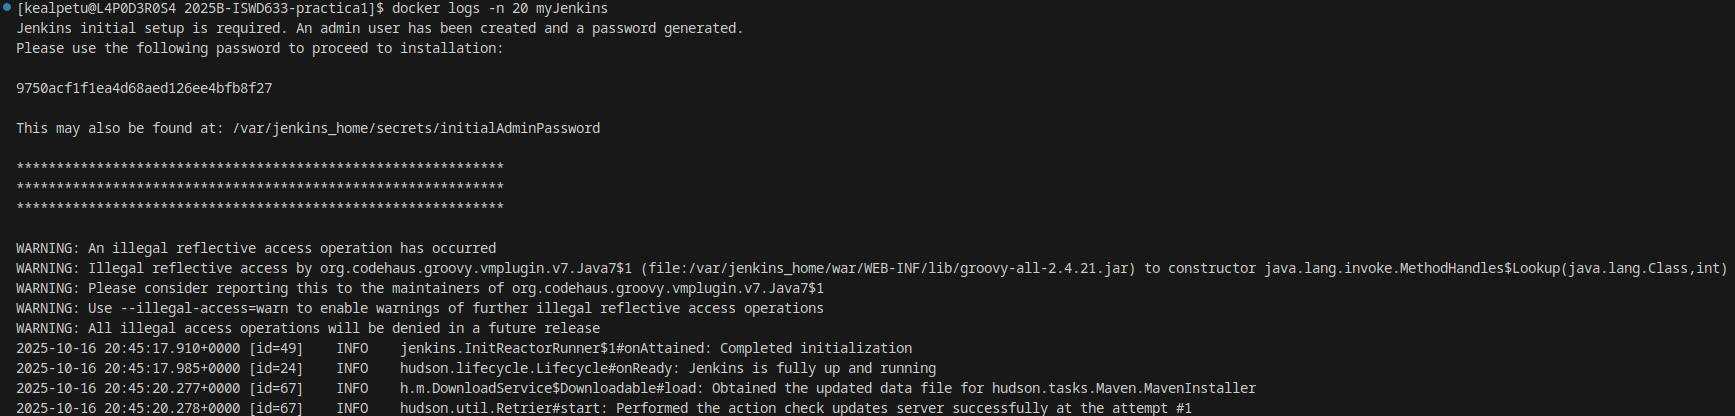 [kealpetu@L4P0D3R0S4 2025B-ISWD633-practica1]$ docker logs -n 20 myJenkins
Jenkins initial setup is required. An admin user has been created and a password generated.
Please use the following password to proceed to installation:
9750acf1f1ea4d68aed126ee4bfb8f27
This may also be found at: /var/jenkins_home/secrets/initialAdminPassword
*************************************************************
*************************************************************
*************************************************************
WARNING: An illegal reflective access operation has occurred
WARNING: Illegal reflective access by org.codehaus.groovy.vmplugin.v7.Java7$1 (file:/var/jenkins_home/war/WEB-INF/lib/groovy-all-2.4.21.jar) to constructor java.lang.invoke.MethodHandles$Lookup(java.lang.Class,int)
WARNING: Please consider reporting this to the maintainers of org.codehaus.groovy.vmplugin.v7.Java7$1
WARNING: Use --illegal-access=warn to enable warnings of further illegal reflective access operations
WARNING: All illegal access operations will be denied in a future release
2025-10-16 20:45:17.910+0000 [id=49]    INFO    jenkins.InitReactorRunner$1#onAttained: Completed initialization
2025-10-16 20:45:17.985+0000 [id=24]    INFO    hudson.lifecycle.Lifecycle#onReady: Jenkins is fully up and running
2025-10-16 20:45:20.277+0000 [id=67]    INFO    h.m.DownloadService$Downloadable#load: Obtained the updated data file for hudson.tasks.Maven.MavenInstaller
2025-10-16 20:45:20.278+0000 [id=67]    INFO    hudson.util.Retrier#start: Performed the action check updates server successfully at the attempt #1